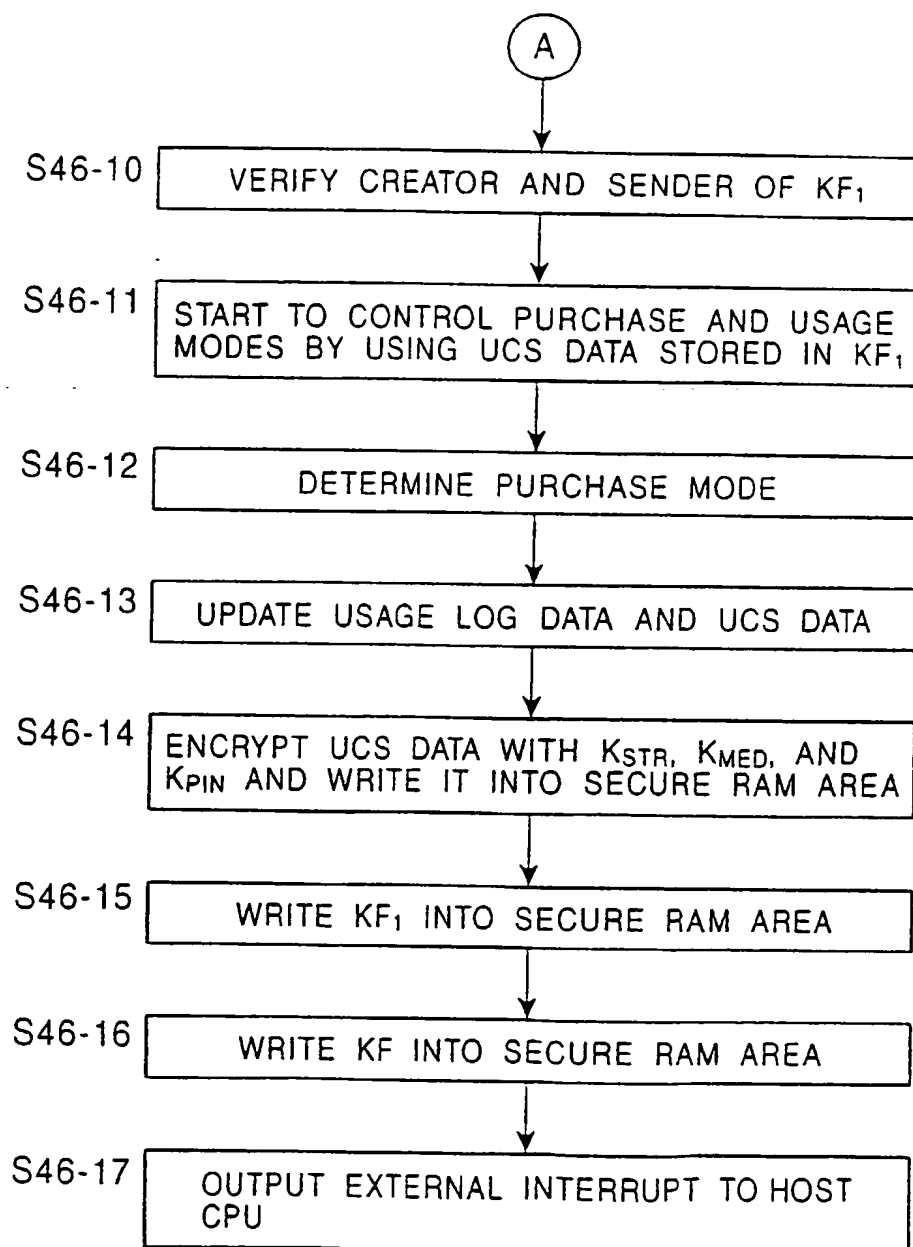 A
S46-10
VERIFY CREATOR AND SENDER OF KF₁
S46-11
START TO CONTROL PURCHASE AND USAGE
MODES BY USING UCS DATA STORED IN KF₁
S46-12
DETERMINE PURCHASE MODE
S46-13
UPDATE USAGE LOG DATA AND UCS DATA
S46-14
ENCRYPT UCS DATA WITH KSTR, KMED, AND
KPIN AND WRITE IT INTO SECURE RAM AREA
S46-15
WRITE KF₁ INTO SECURE RAM AREA
S46-16
WRITE KF INTO SECURE RAM AREA
S46-17
OUTPUT EXTERNAL INTERRUPT TO HOST
CPU